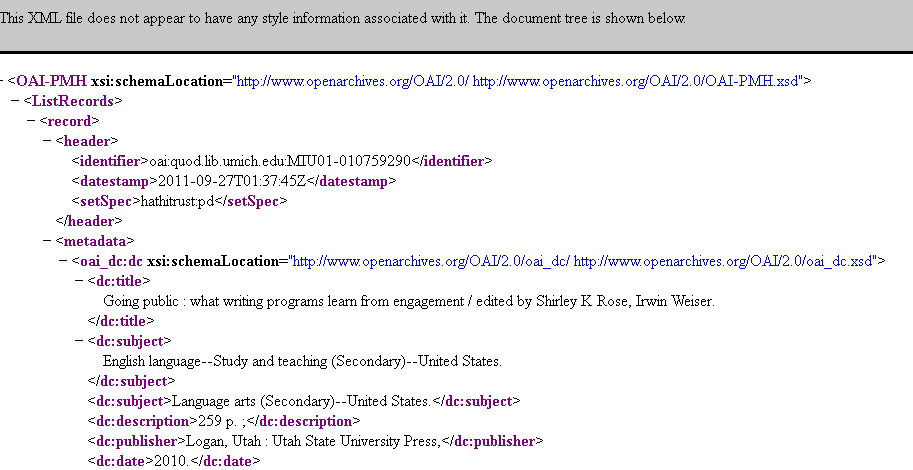 This XML file does not appear to have any style information associated with it. The document tree is shown below.
- <OAI-PMH xsi:schemaLocation="http://www.openarchives.org/OAI/2.0/ http://www.openarchives.org/OAI/2.0/OAI-PMH.xsd">
− <ListRecords>
− <record>
− <header>
<identifier>oai:quod.lib.umich.edu:MIU01-010759290</identifier>
<datestamp>2011-09-27T01:37:45Z</datestamp>
<setSpec>hathitrust:pd</setSpec>
</header>
− <metadata>
− <oai_dc:dc xsi:schemaLocation="http://www.openarchives.org/OAI/2.0/oai_dc/ http://www.openarchives.org/OAI/2.0/oai_dc.xsd">
− <dc:title>
Going public : what writing programs learn from engagement / edited by Shirley K Rose, Irwin Weiser.
</dc:title>
− <dc:subject>
English language--Study and teaching (Secondary)--United States.
</dc:subject>
<dc:subject>Language arts (Secondary)--United States.</dc:subject>
<dc:description>259 p. ;</dc:description>
<dc:publisher>Logan, Utah : Utah State University Press,</dc:publisher>
<dc:date>2010.</dc:date>